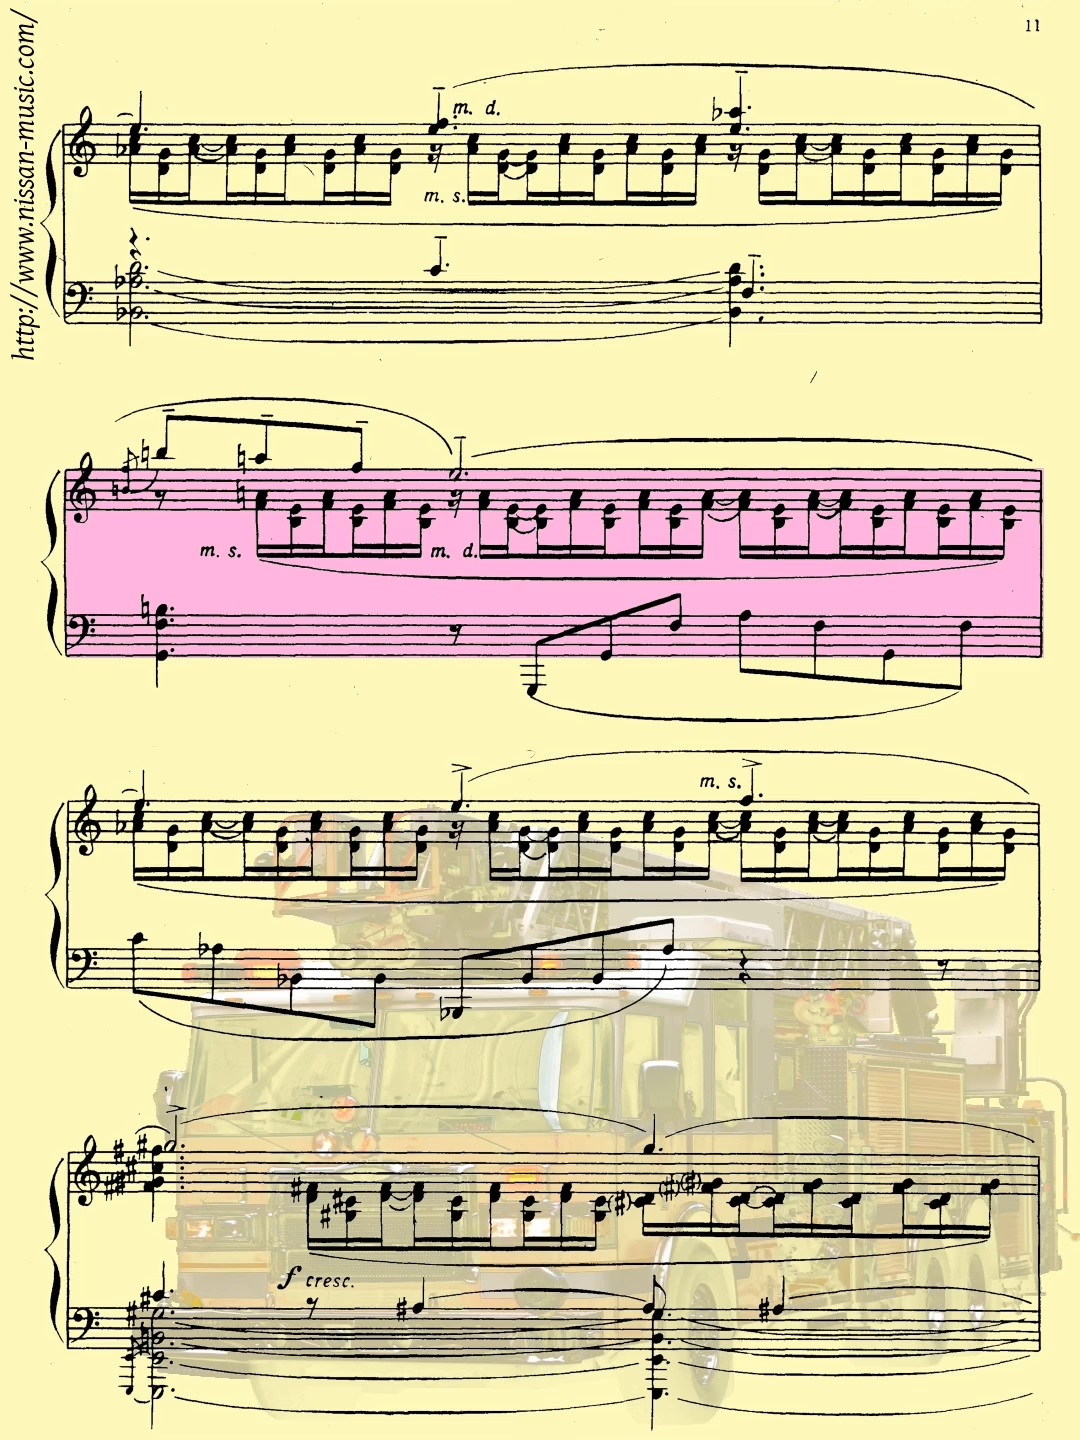 11
http://www.nissan-music.com/
m. d.
m. s.
m. s.
m. d.
m. s.
f cresc.